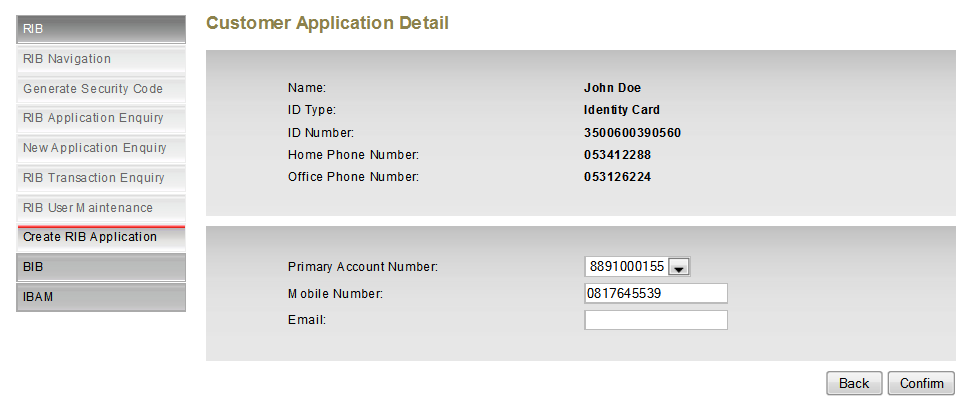 RIB
RIB Navigation
Generate Security Code
RIB Application Enquiry
New Application Enquiry
RIB Transaction Enquiry
RIB User Maintenance
Create RIB Application
BIB
IBAM
Customer Application Detail
Name: John Doe
ID Type: Identity Card
ID Number: 3500600390560
Home Phone Number: 053412288
Office Phone Number: 053126224
Primary Account Number: 8891000155
Mobile Number: 0817645539
Email:
Back Confirm